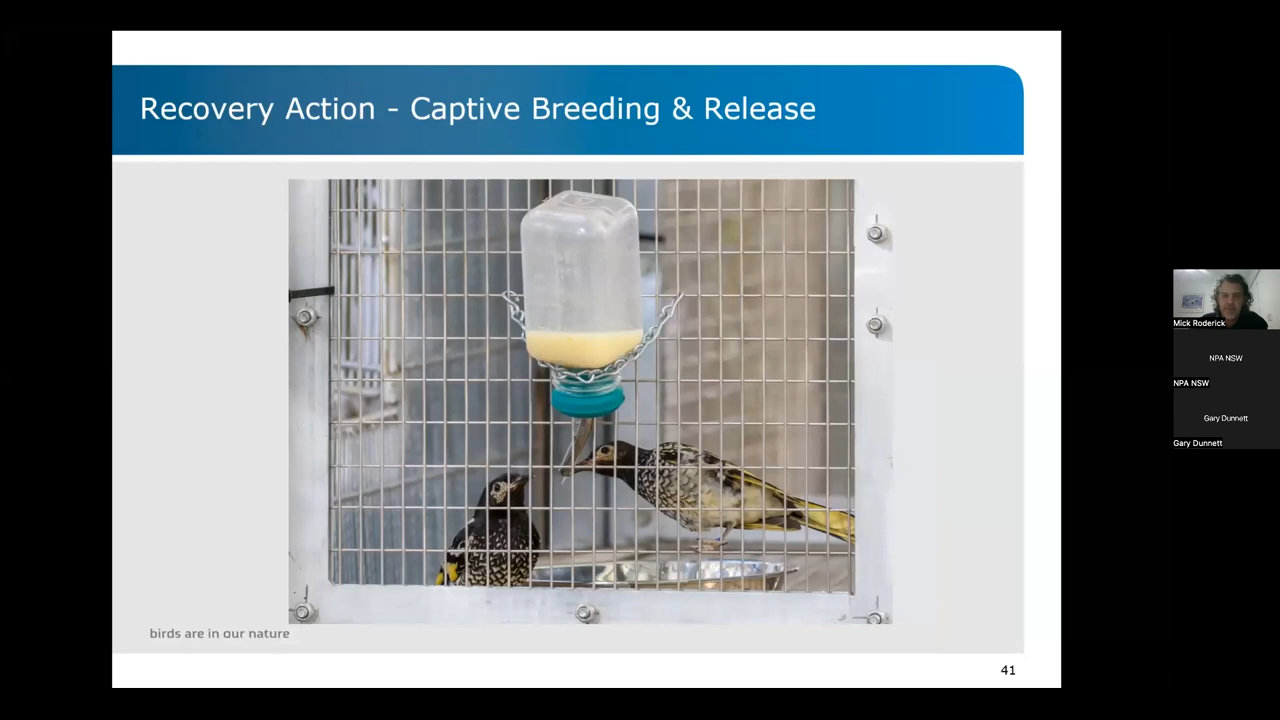 Recovery Action - Captive Breeding & Release
birds are in our nature
41
Mick Roderick
NPA NSW
NPA NSW
Gary Dunnett
Gary Dunnett